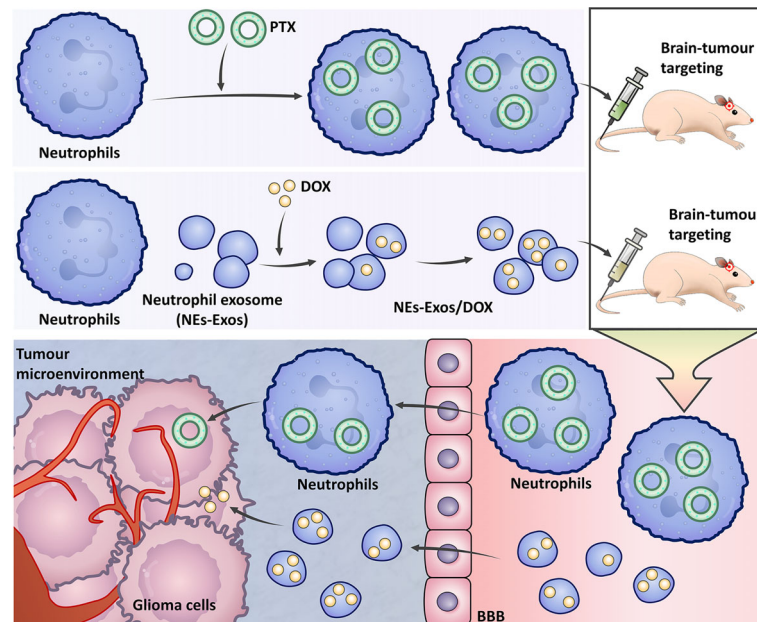 PTX
Neutrophils
Brain-tumour
targeting
DOX
Neutrophils
Neutrophil exosome
(NEs-Exos)
NEs-Exos/DOX
Brain-tumour
targeting
Tumour
microenvironment
Neutrophils
Neutrophils
Glioma cells
BBB